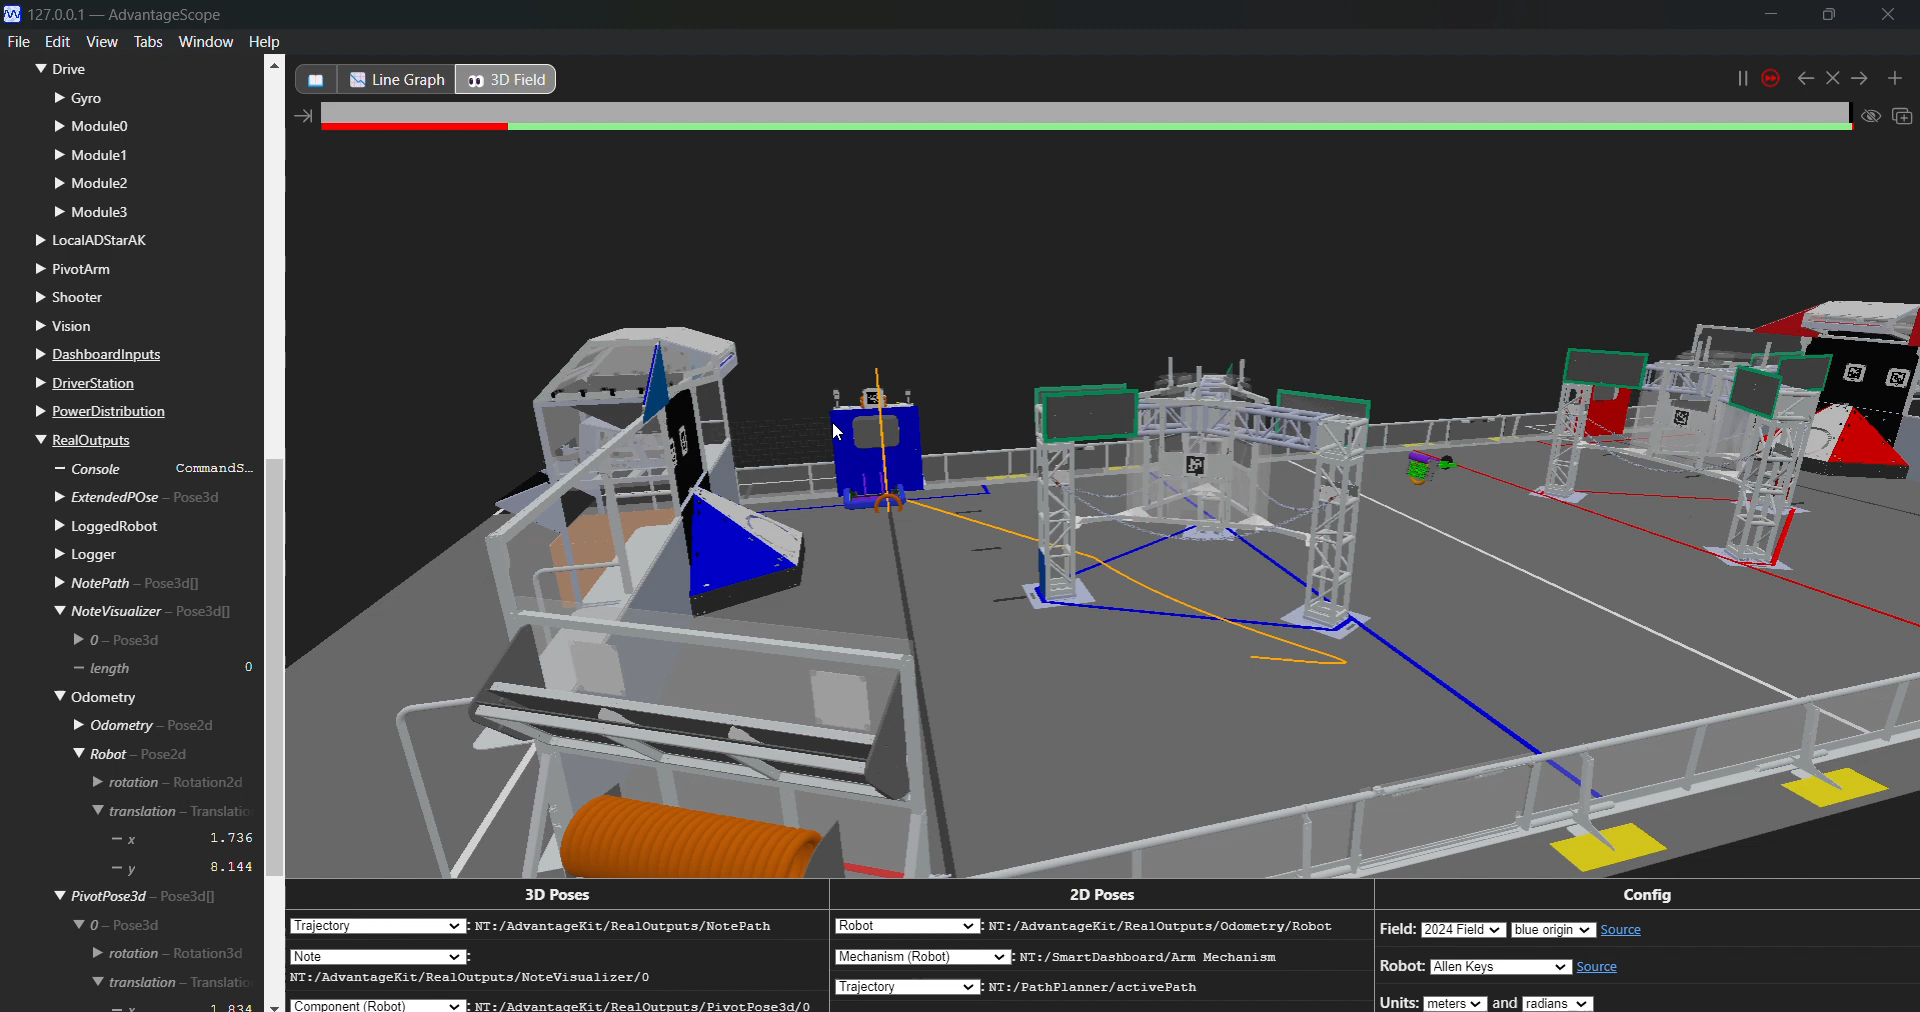 127.0.0.1 — AdvantageScope
File Edit View Tabs Window Help
Drive
Gyro
Module0
Module1
Module2
Module3
LocalADStarAK
PivotArm
Shooter
Vision
DashboardInputs
DriverStation
PowerDistribution
RealOutputs
Console CommandS...
ExtendedPOse – Pose3d
LoggedRobot
Logger
NotePath – Pose3d[]
NoteVisualizer – Pose3d[]
0 – Pose3d
length 0
Odometry
Odometry – Pose2d
Robot – Pose2d
rotation – Rotation2d
translation – Translatio
x 1.736
y 8.144
PivotPose3d – Pose3d[]
0 – Pose3d
rotation – Rotation3d
translation – Translatio
x 1.834
Line Graph
3D Field
3D Poses
Trajectory : NT:/AdvantageKit/RealOutputs/NotePath
Note :
NT:/AdvantageKit/RealOutputs/NoteVisualizer/0
Component (Robot) : NT:/AdvantageKit/RealOutputs/PivotPose3d/0
2D Poses
Robot : NT:/AdvantageKit/RealOutputs/Odometry/Robot
Mechanism (Robot) : NT:/SmartDashboard/Arm Mechanism
Trajectory : NT:/PathPlanner/activePath
Config
Field: 2024 Field blue origin Source
Robot: Allen Keys Source
Units: meters and radians